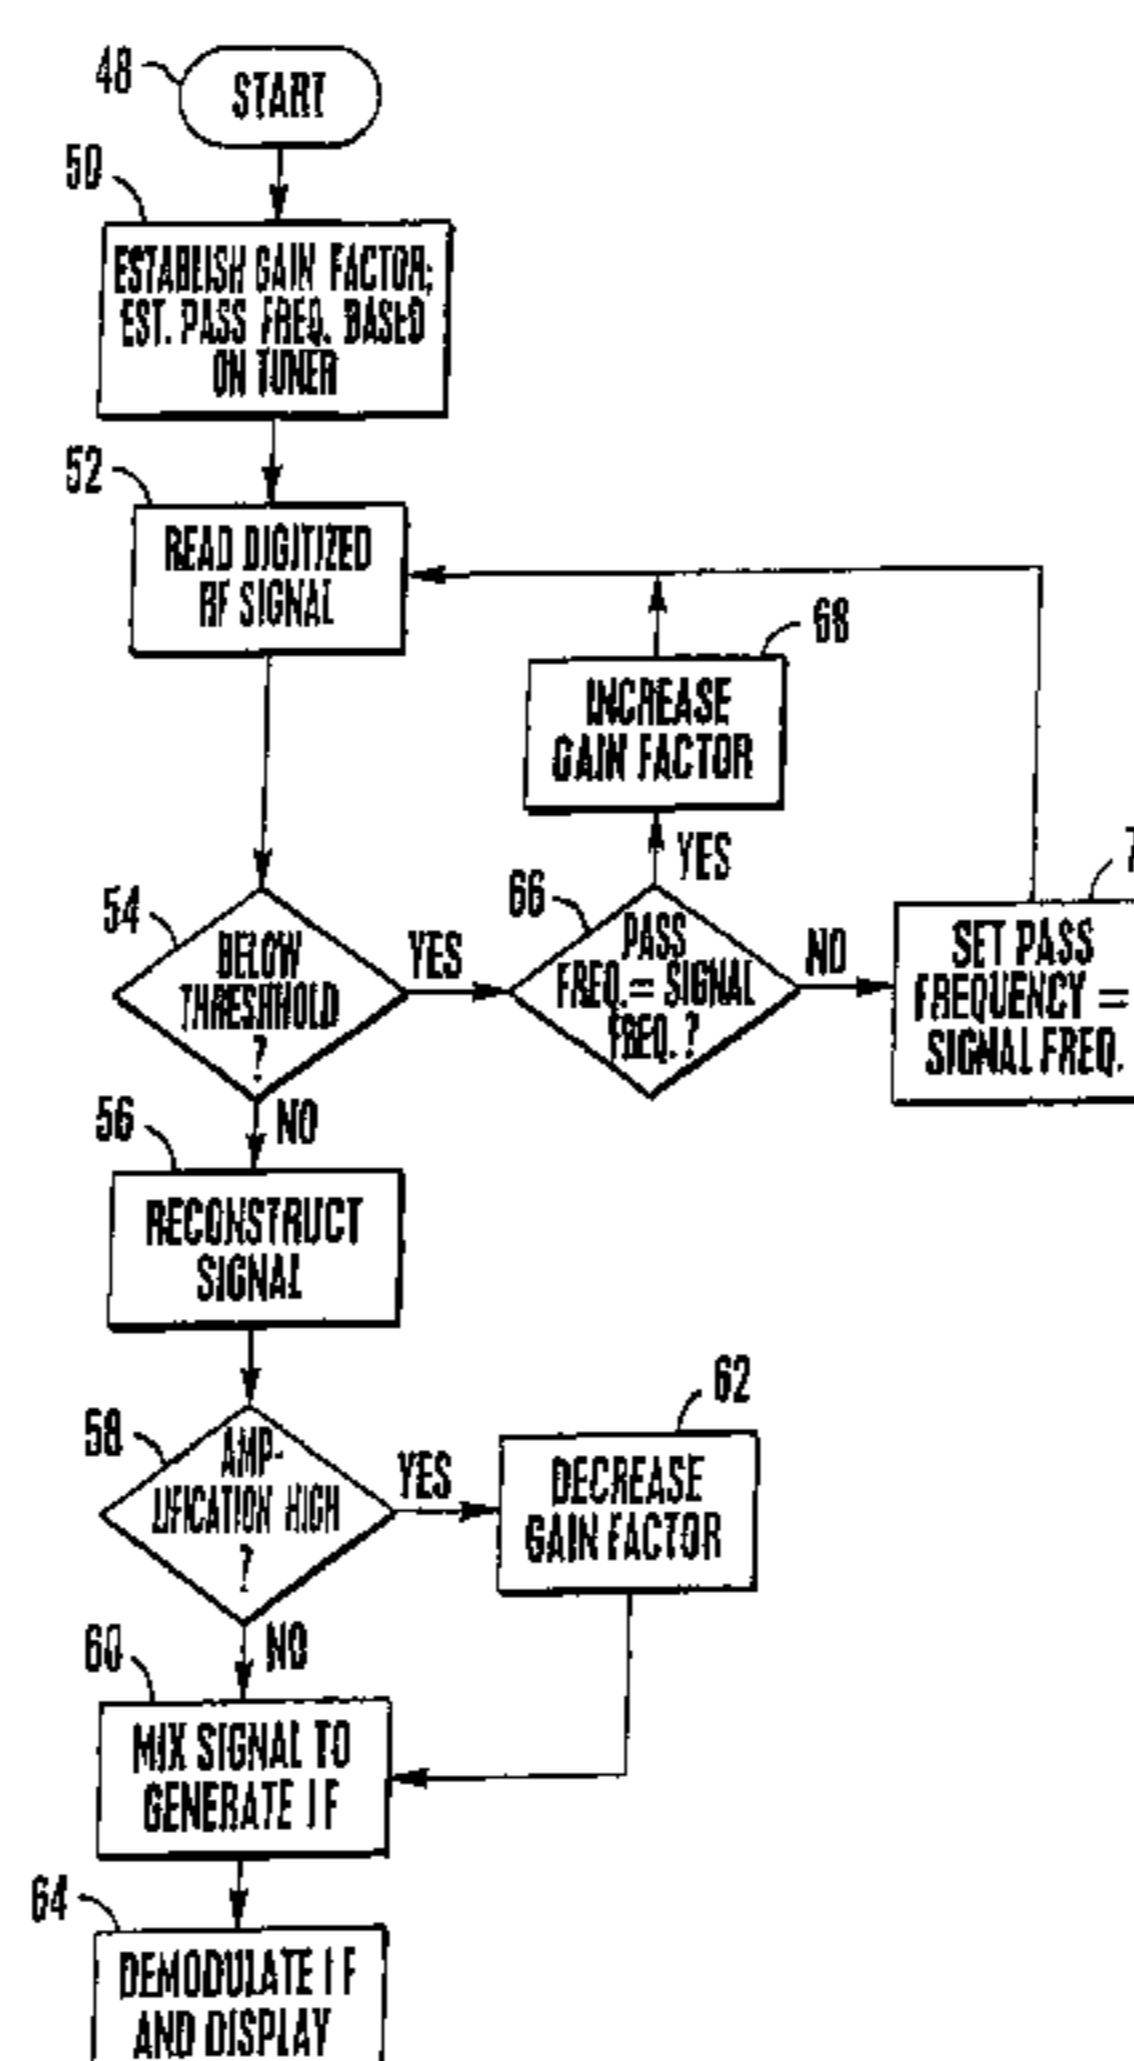 48
START
50
ESTABLISH GAIN FACTOR;
EST. PASS FREQ. BASED
ON TUNER
52
READ DIGITIZED
RF SIGNAL
68
INCREASE
GAIN FACTOR
YES
54
BELOW
THRESHHOLD
?
YES
66
PASS
FREQ.= SIGNAL
FREQ. ?
NO
SET PASS
FREQUENCY =
SIGNAL FREQ.
NO
56
RECONSTRUCT
SIGNAL
58
AMP-
LIFICATION HIGH
?
YES
62
DECREASE
GAIN FACTOR
NO
60
MIX SIGNAL TO
GENERATE IF
64
DEMODULATE IF
AND DISPLAY